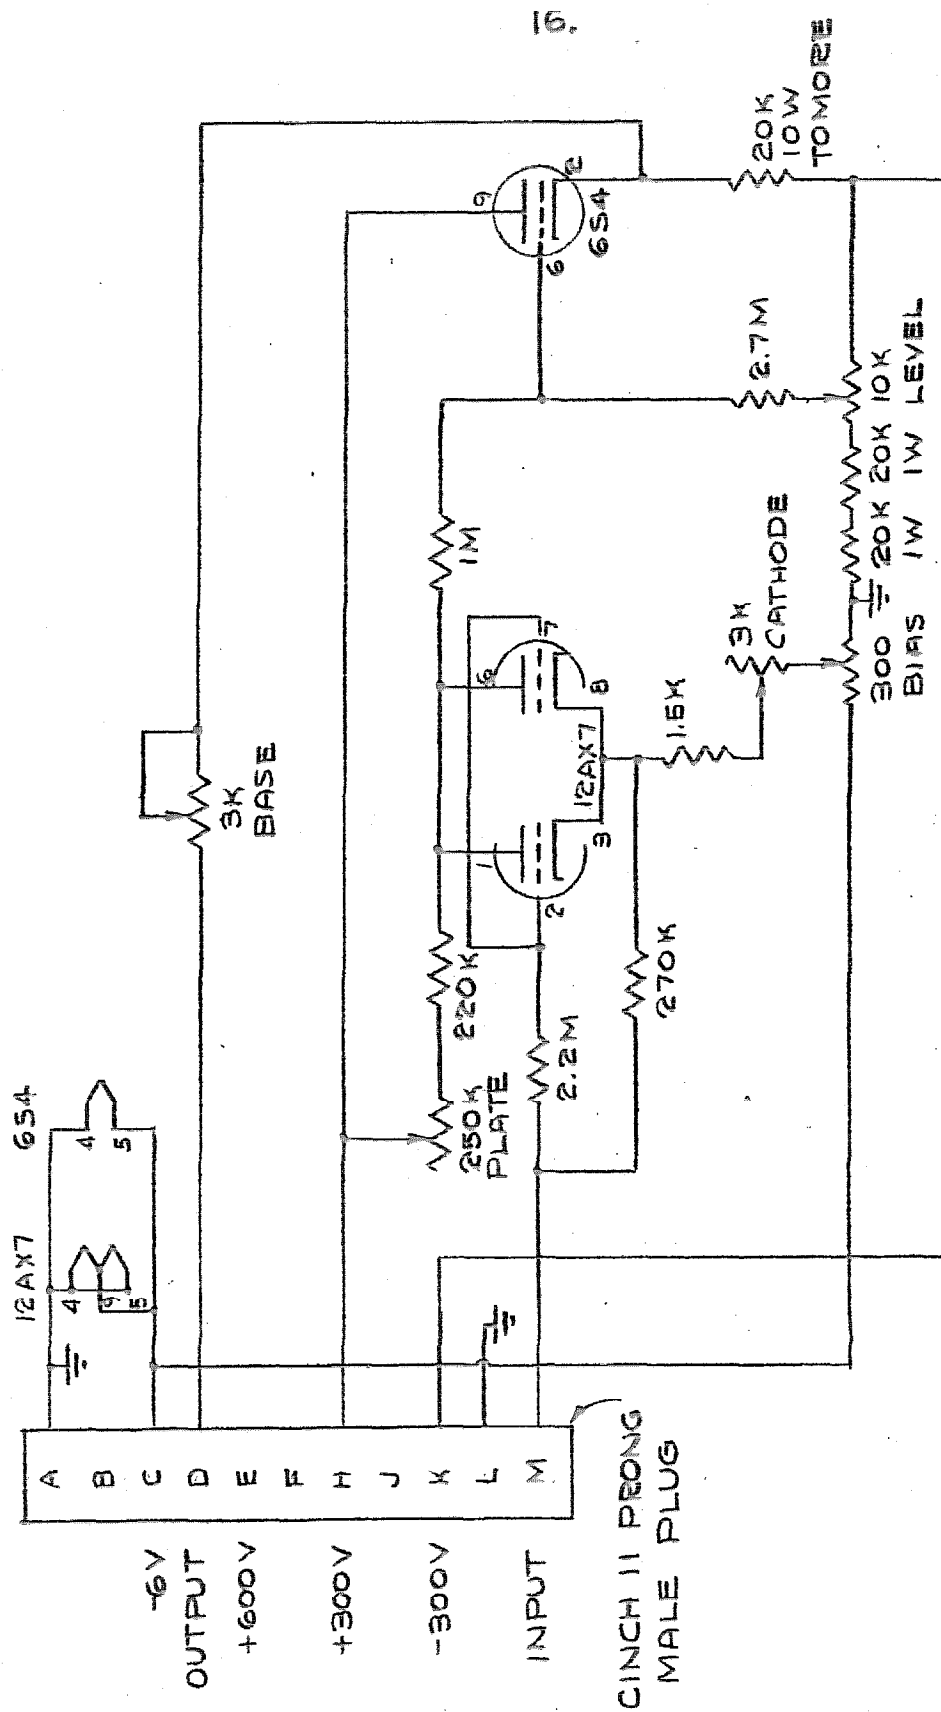 16.
12AX7
6S4
4
9
5
4
5
A
B
-6V C
OUTPUT D
+600V E
F
+300V H
J
-300V K
L
INPUT M
CINCH 11 PRONG
MALE PLUG
3K
BASE
250K
PLATE
220K
1
6
1M
9
2.2M
2
7
6
2
3
12AX7
8
6S4
270K
1.5K
3K
CATHODE
2.7M
20K
10W
TOMORE
300
BIAS
20K
1W
20K
1W
10K
LEVEL